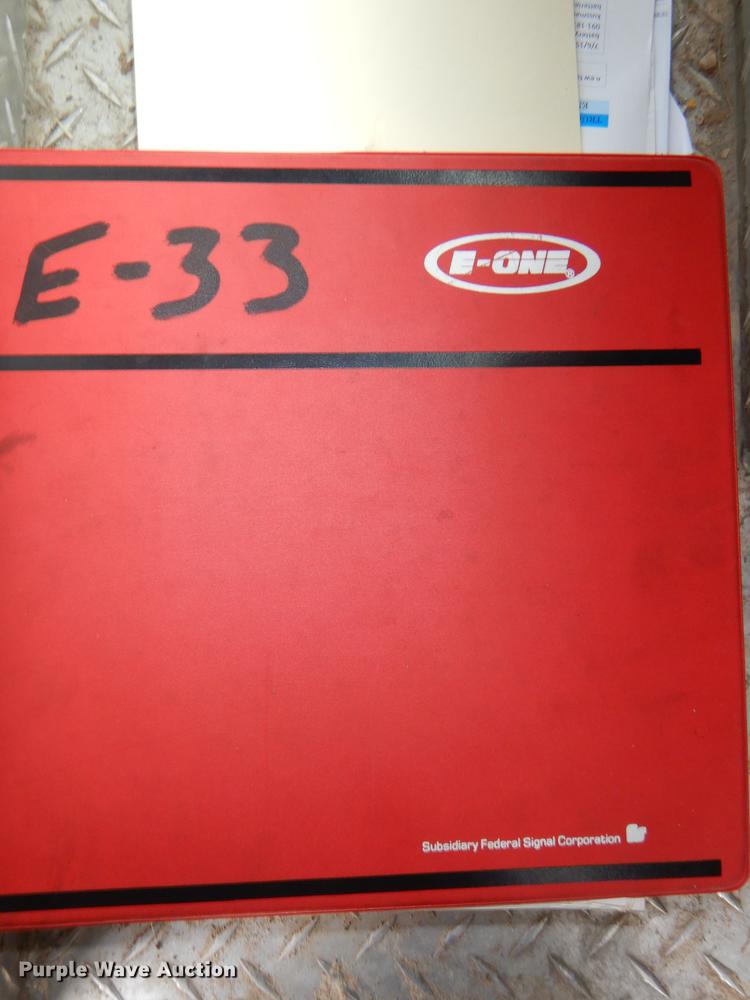 E-33
E-ONE®
Subsidiary Federal Signal Corporation
Purple Wave Auction